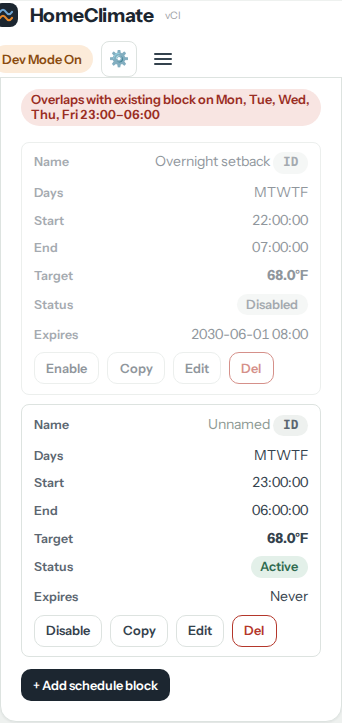 HomeClimate vCI
Dev Mode On
Overlaps with existing block on Mon, Tue, Wed,
Thu, Fri 23:00–06:00
Name Overnight setback ID
Days MTWTF
Start 22:00:00
End 07:00:00
Target 68.0°F
Status Disabled
Expires 2030-06-01 08:00
Enable Copy Edit Del
Name Unnamed ID
Days MTWTF
Start 23:00:00
End 06:00:00
Target 68.0°F
Status Active
Expires Never
Disable Copy Edit Del
+ Add schedule block